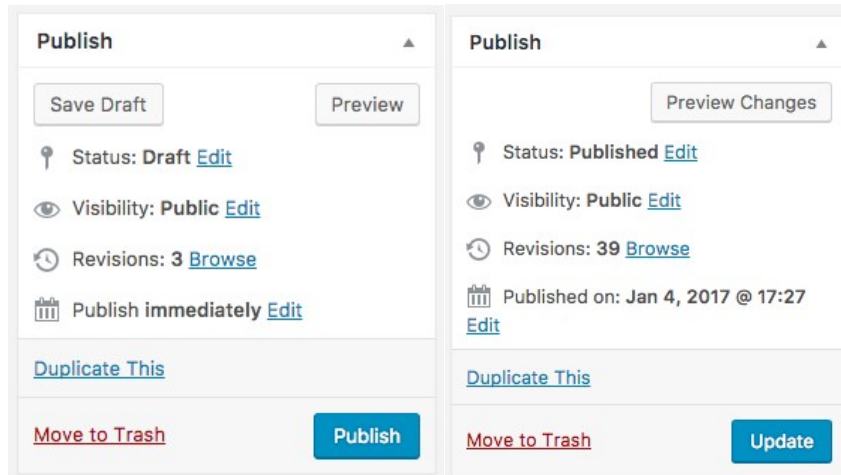 Publish
Save Draft Preview
Status: Draft Edit
Visibility: Public Edit
Revisions: 3 Browse
Publish immediately Edit
Duplicate This
Move to Trash Publish
Publish
Preview Changes
Status: Published Edit
Visibility: Public Edit
Revisions: 39 Browse
Published on: Jan 4, 2017 @ 17:27
Edit
Duplicate This
Move to Trash Update